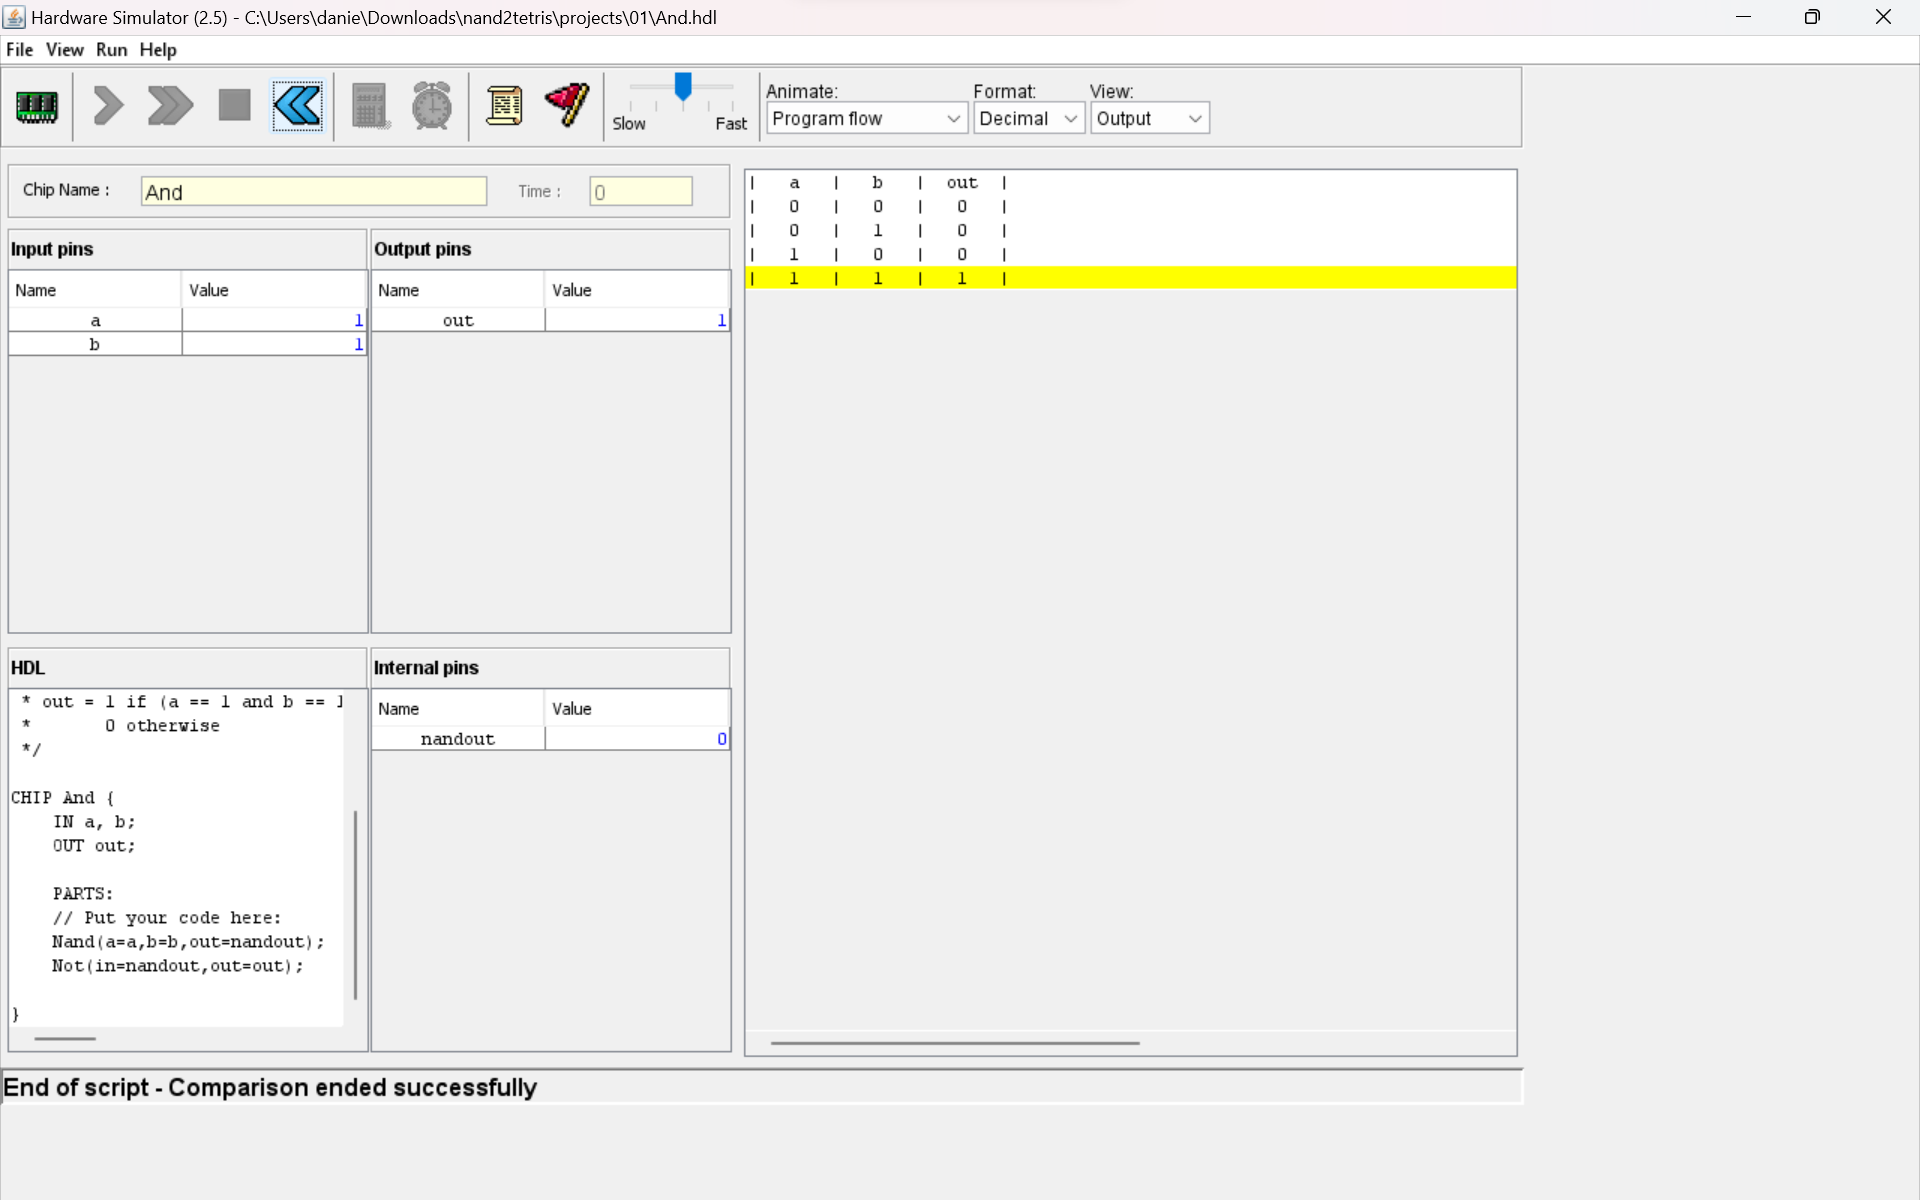 Hardware Simulator (2.5) - C:\Users\danie\Downloads\nand2tetris\projects\01\And.hdl
File View Run Help
Slow Fast
Animate: Format: View:
Program flow Decimal Output
Chip Name : And Time : 0
Input pins
Name Value
a 1
b 1
Output pins
Name Value
out 1
HDL
* out = 1 if (a == 1 and b == 1
* 0 otherwise
*/
CHIP And {
IN a, b;
OUT out;
PARTS:
// Put your code here:
Nand(a=a,b=b,out=nandout);
Not(in=nandout,out=out);
}
Internal pins
Name Value
nandout 0
| a | b | out |
| 0 | 0 | 0 |
| 0 | 1 | 0 |
| 1 | 0 | 0 |
| 1 | 1 | 1 |
End of script - Comparison ended successfully